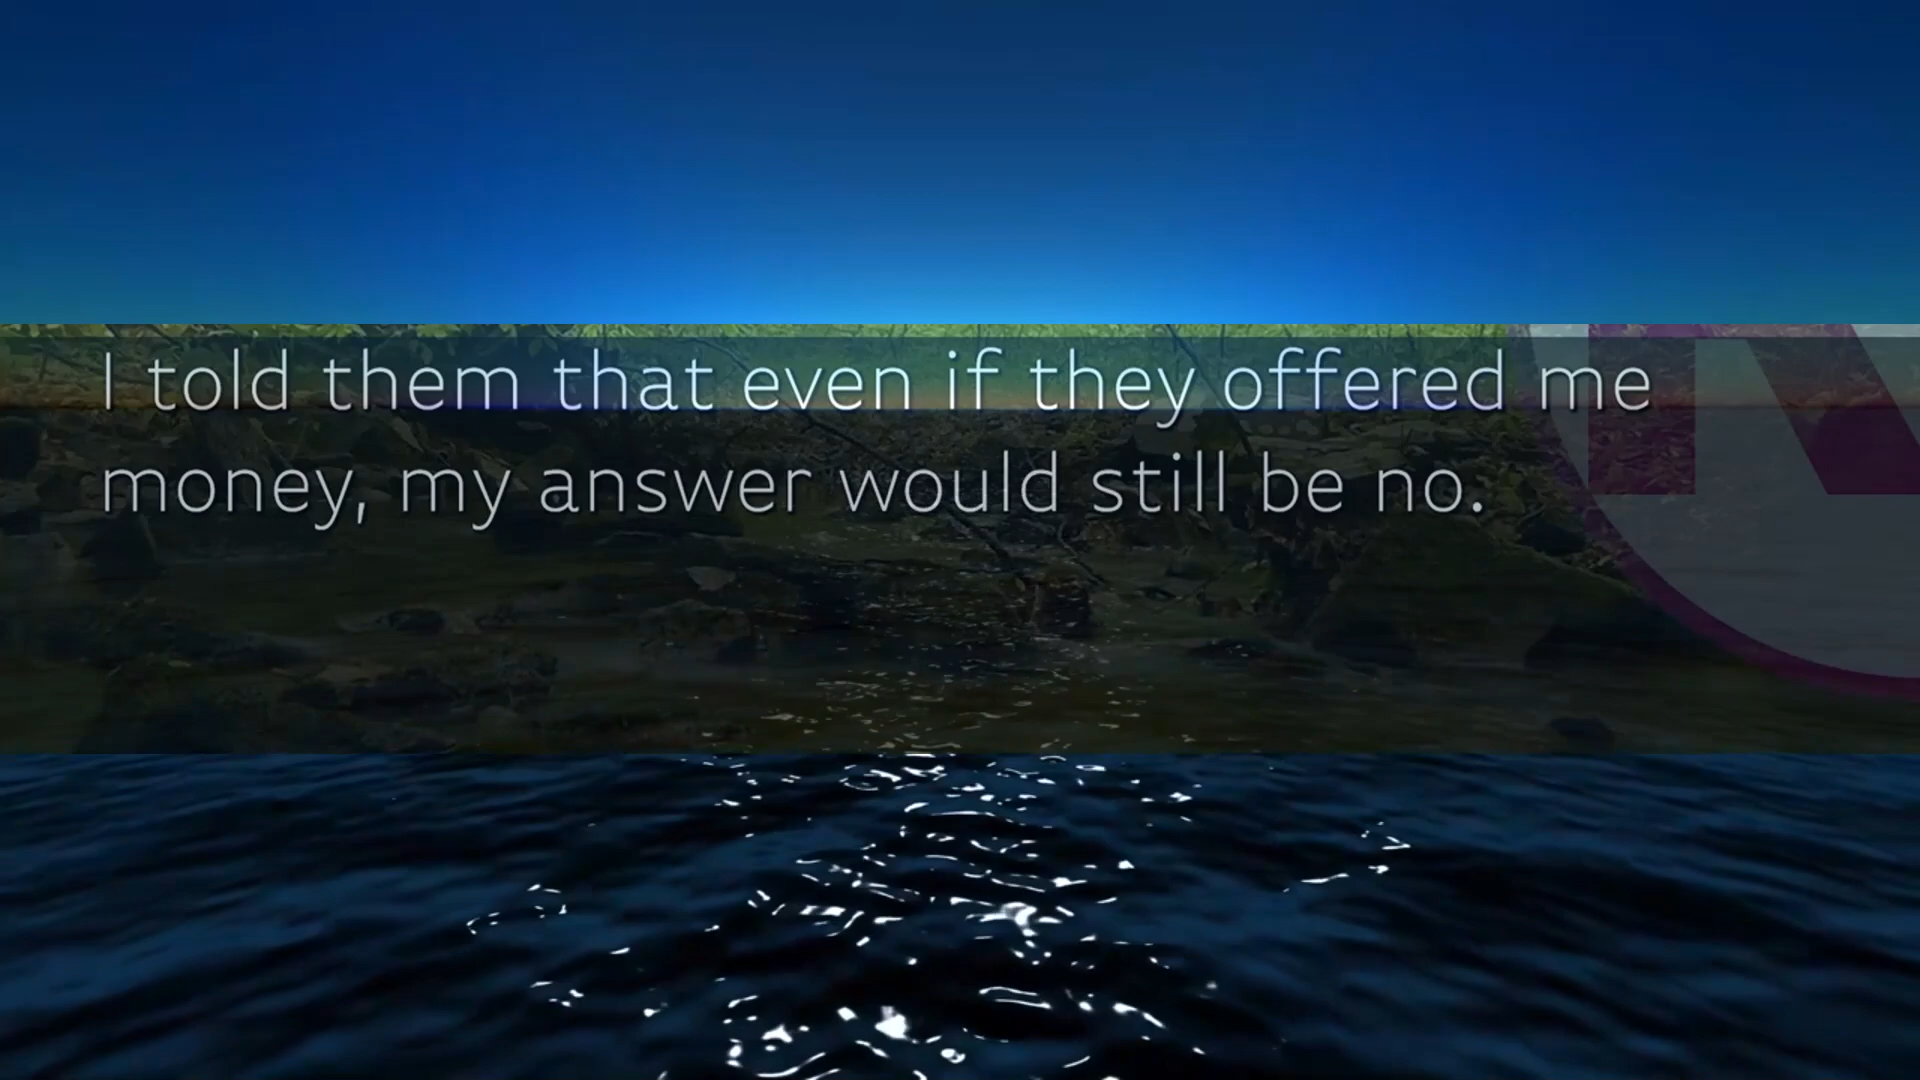 I told them that even if they offered me
money, my answer would still be no.